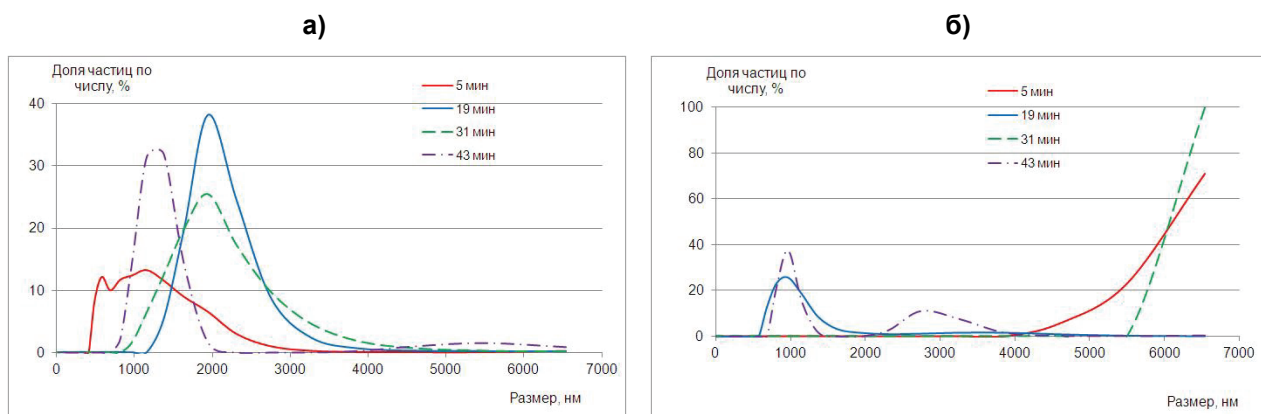 а)
Доля частиц по
числу, %
5 мин
19 мин
31 мин
43 мин
40
30
20
10
0
0 1000 2000 3000 4000 5000 6000 7000
Размер, нм
б)
Доля частиц по
числу, %
5 мин
19 мин
31 мин
43 мин
100
80
60
40
20
0
0 1000 2000 3000 4000 5000 6000 7000
Размер, нм